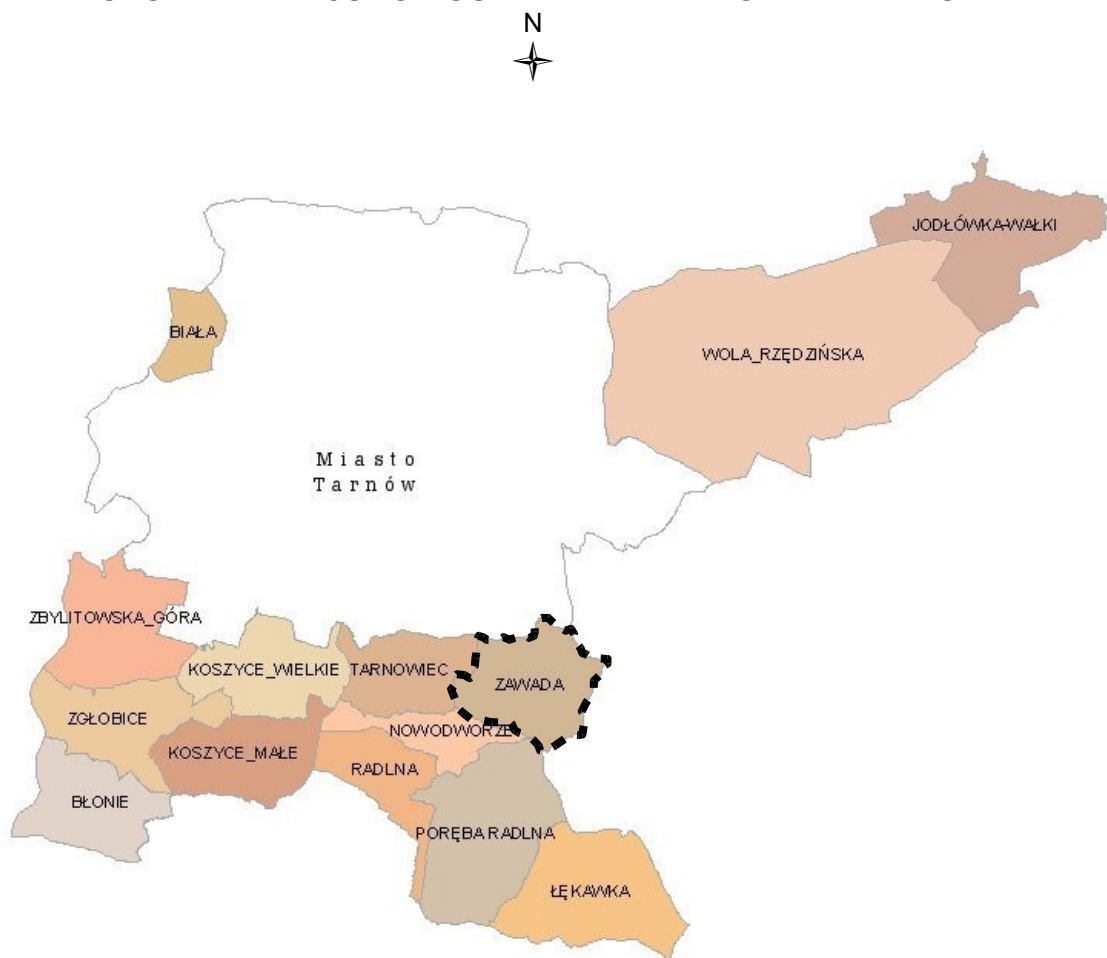 N
JODŁÓWKA-WAŁKI
BIAŁA
WOLA_RZĘDZIŃSKA
Miasto
Tarnów
ZBYLITOWSKA_GÓRA
KOSZYCE_WIELKIE
TARNOWIEC
ZAWADA
ZGŁOBICE
NOWODWORZE
KOSZYCE_MAŁE
RADLNA
BŁONIE
PORĘBA RADLNA
ŁĘKAWKA